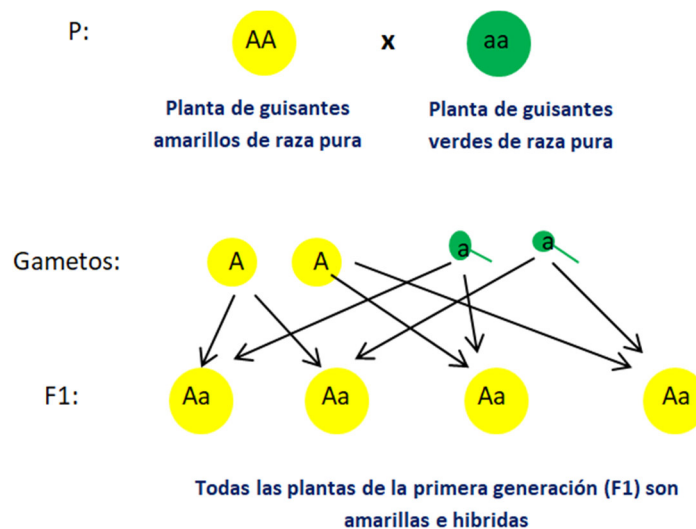 P: AA x aa
Planta de guisantes
amarillos de raza pura
Planta de guisantes
verdes de raza pura
Gametos: A A a a
F1: Aa Aa Aa Aa
Todas las plantas de la primera generación (F1) son
amarillas e hibridas